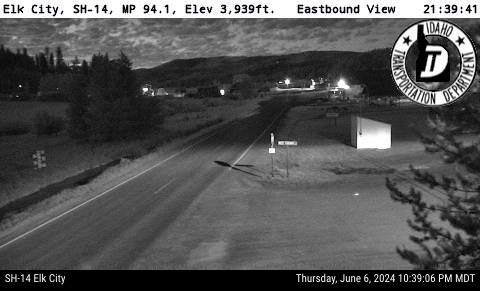 Elk City, SH-14, MP 94.1, Elev 3,939ft. Eastbound View 21:39:41
IDAHO
TRANSPORTATION DEPARTMENT
SH-14 Elk City Thursday, June 6, 2024 10:39:06 PM MDT